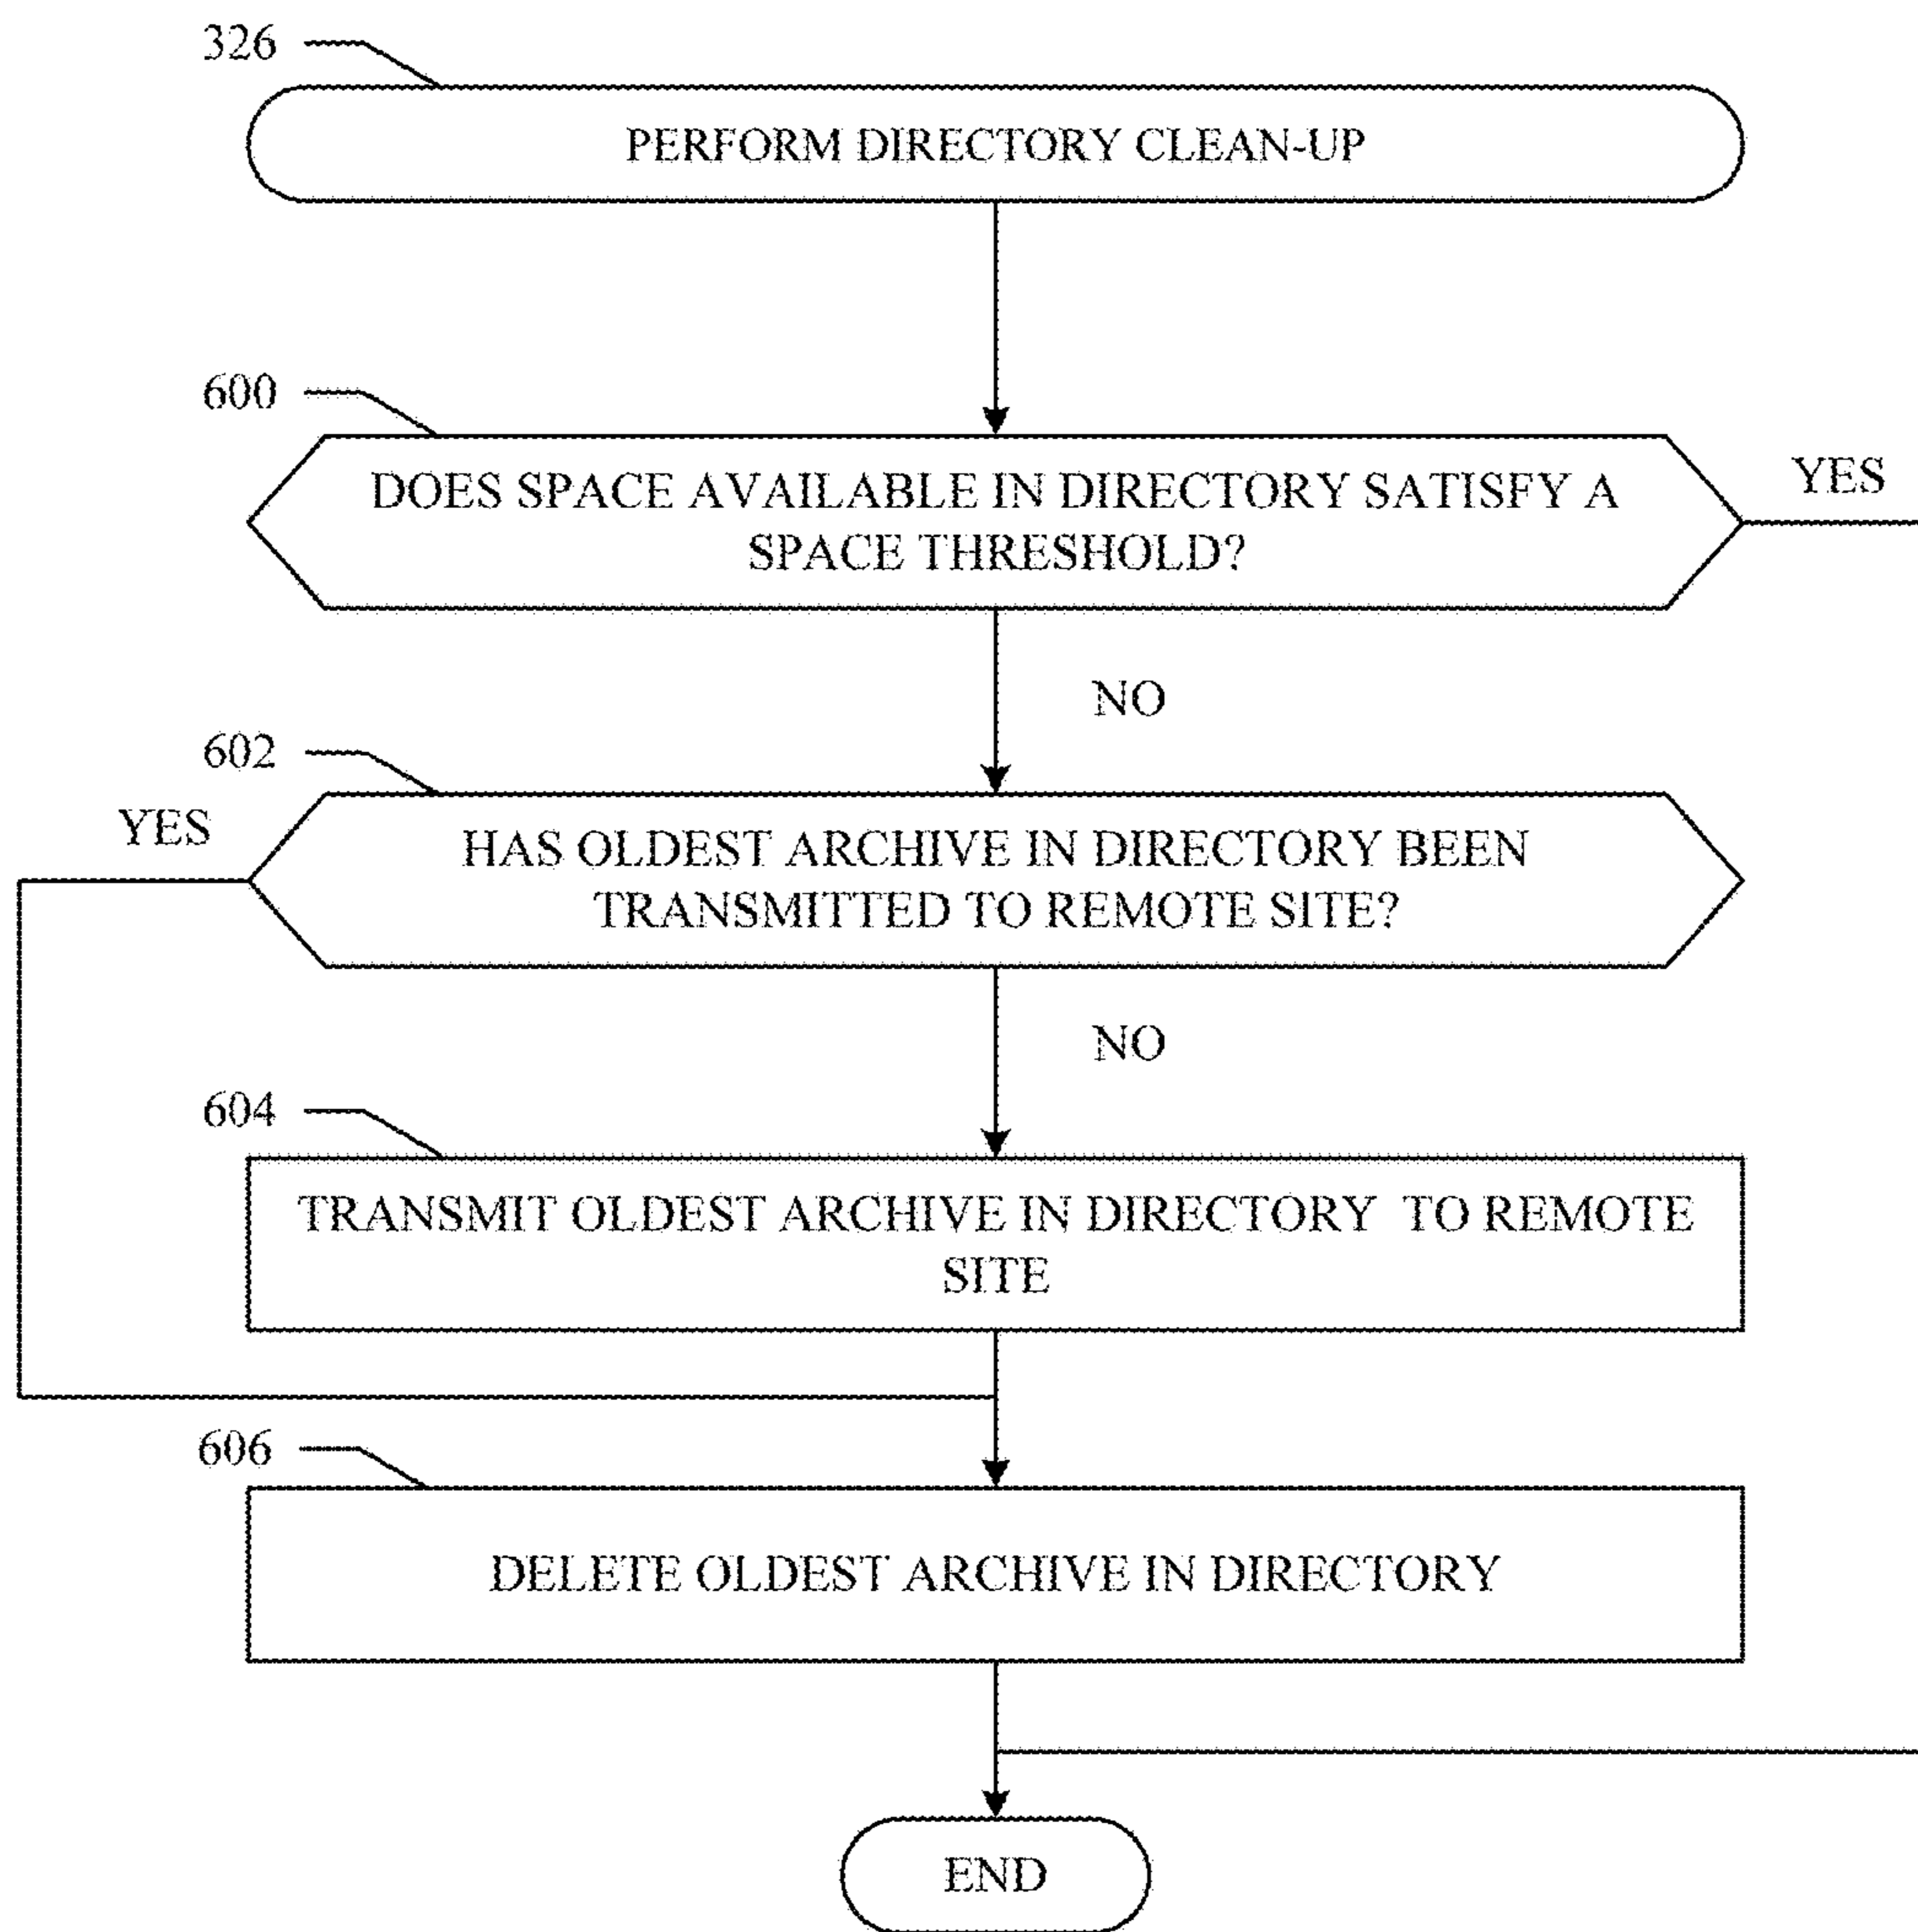 326
PERFORM DIRECTORY CLEAN-UP
600
DOES SPACE AVAILABLE IN DIRECTORY SATISFY A
SPACE THRESHOLD?
YES
NO
602
YES
HAS OLDEST ARCHIVE IN DIRECTORY BEEN
TRANSMITTED TO REMOTE SITE?
NO
604
TRANSMIT OLDEST ARCHIVE IN DIRECTORY TO REMOTE
SITE
606
DELETE OLDEST ARCHIVE IN DIRECTORY
END